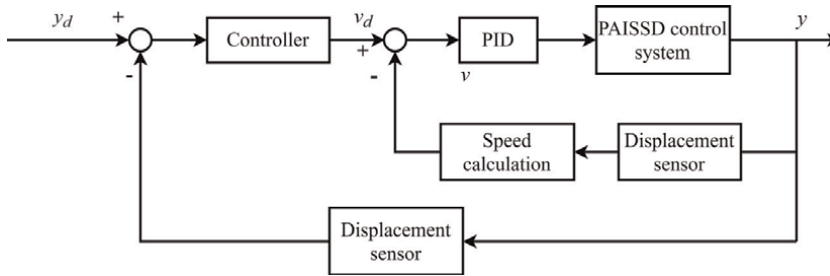 y_d
+
-
Controller
v_d
+
-
PID
v
PAISSD control
system
y
Speed
calculation
Displacement
sensor
Displacement
sensor